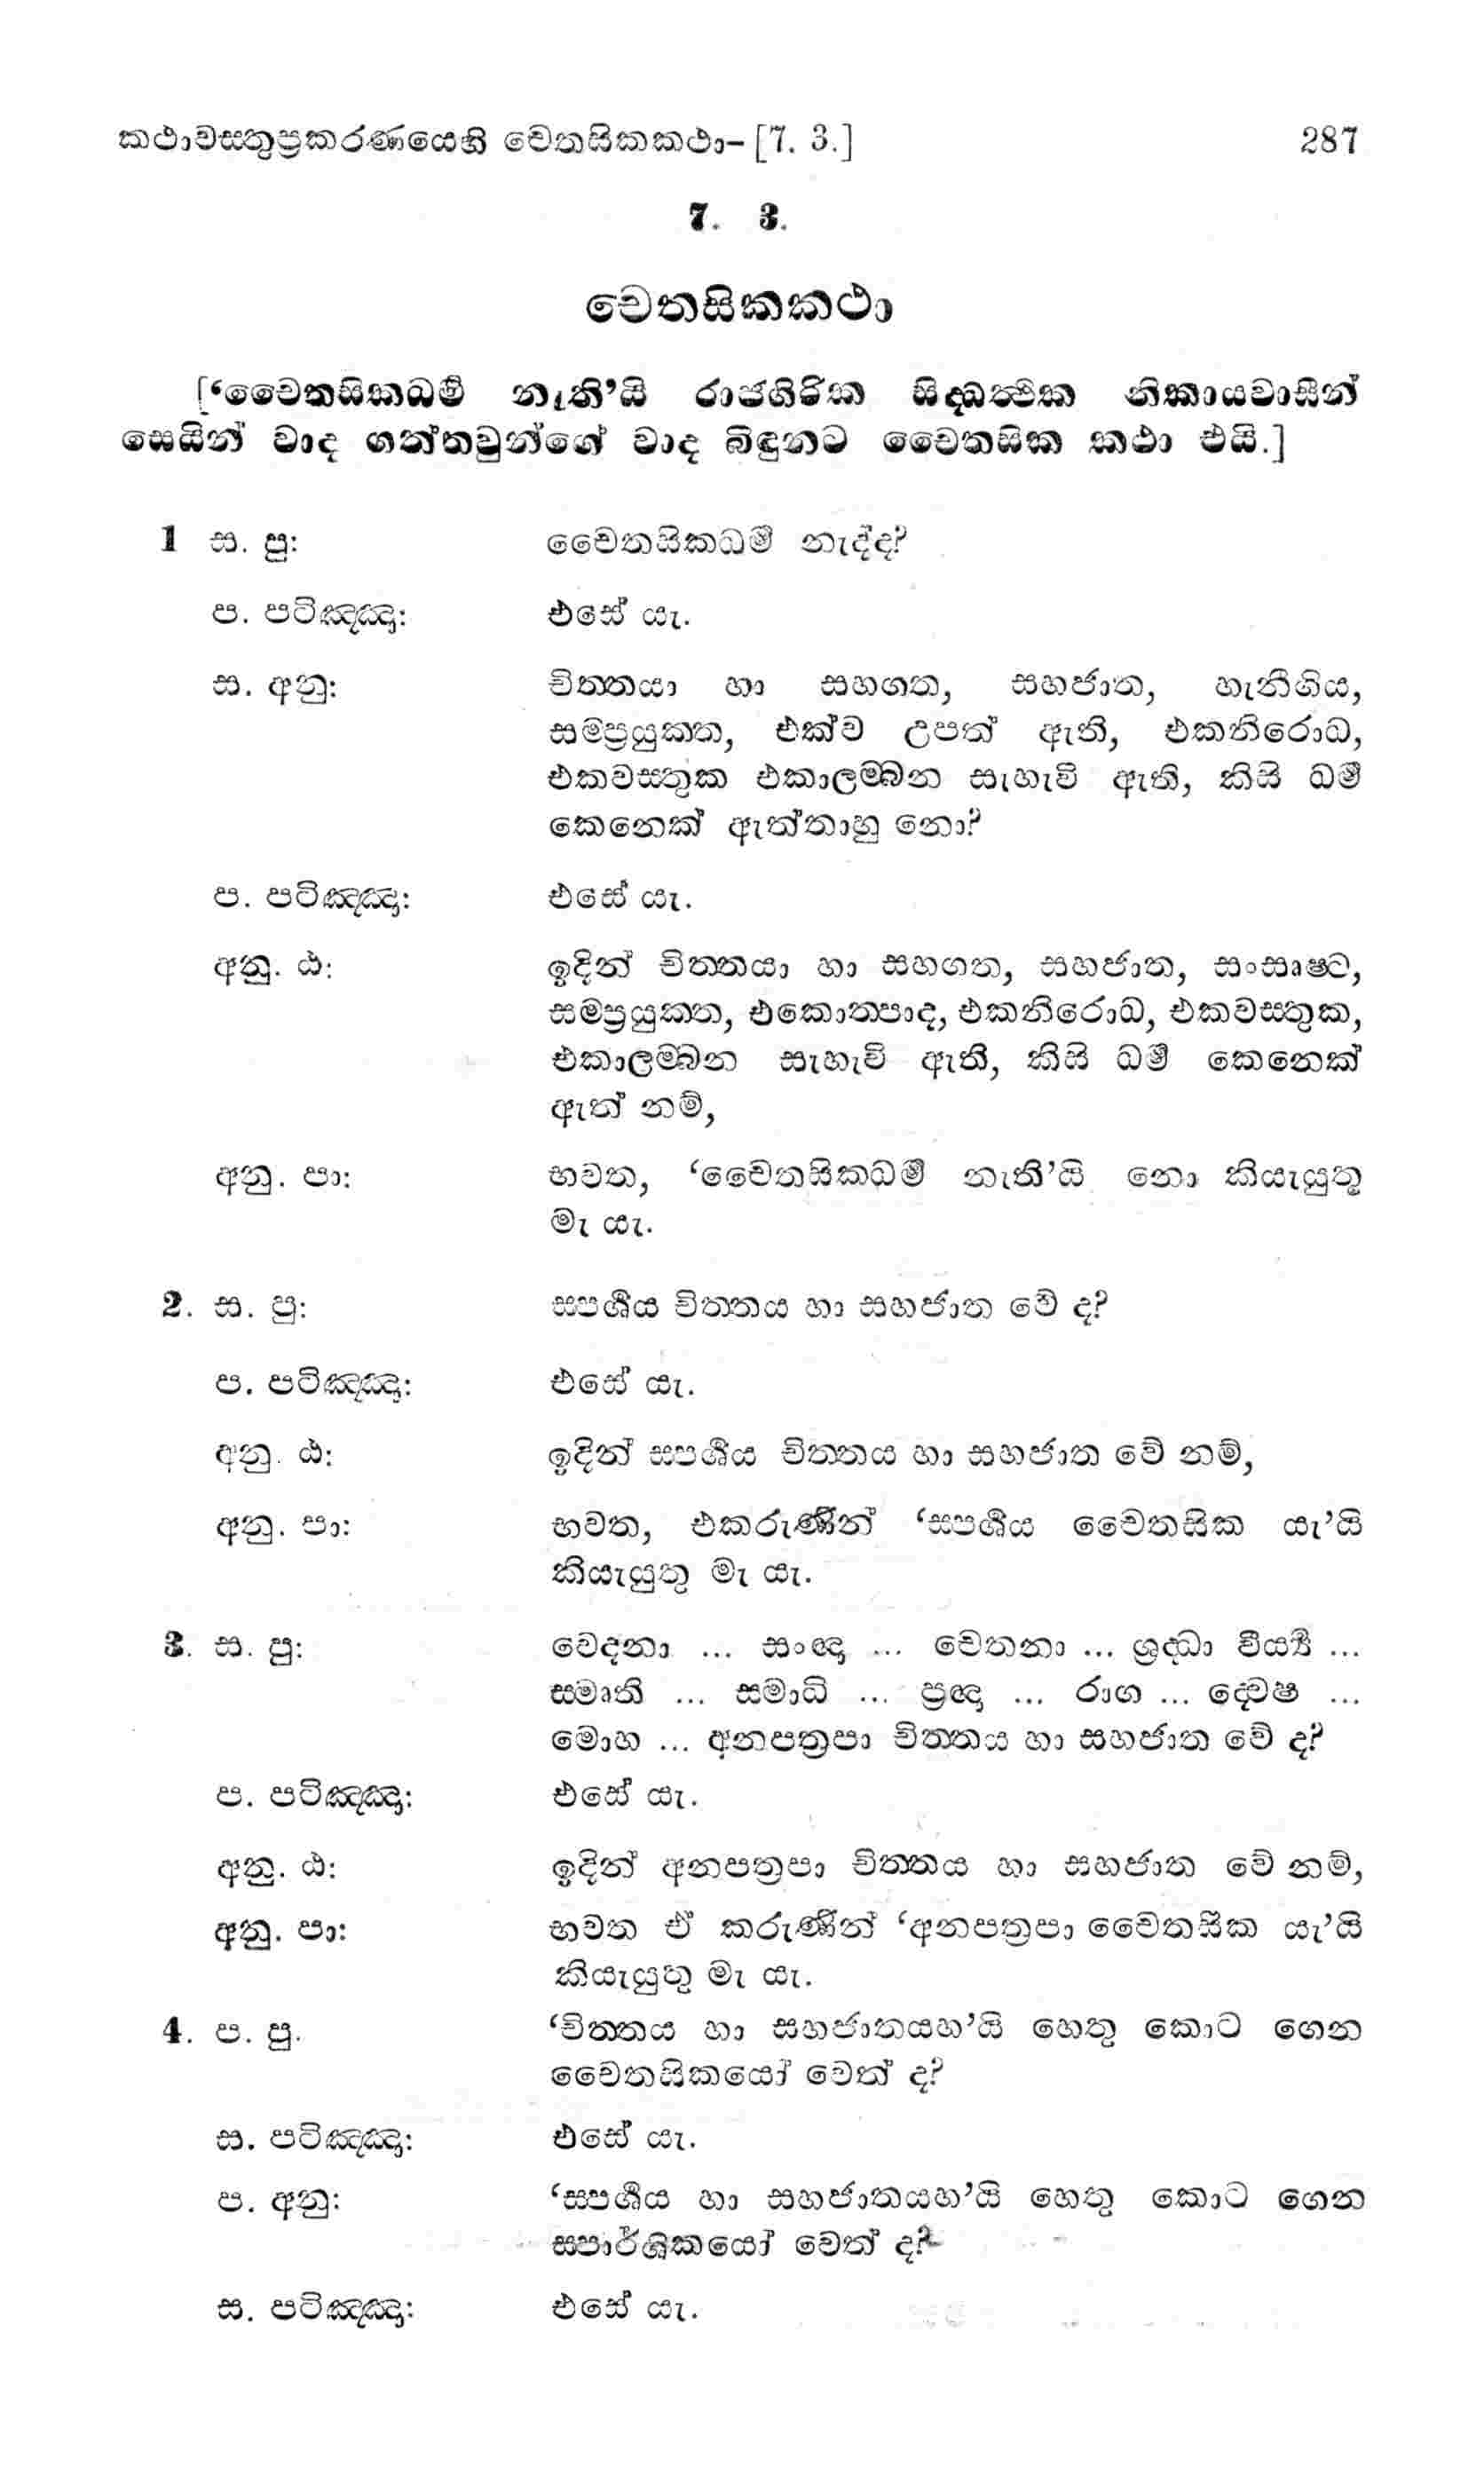 කථාවස්තුප්‍රකරණයෙහි චෙතසිකකථා–[7. 3.] 287
7. 3.
චෙතසිකකථා
[‘චෛතසිකධර්ම නැති’යි රාජගිරික සිද්ධාර්ථික නිකායවාසීන්
සෙයින් වාද ගත්තවුන්ගේ වාද බිඳුනට චෛතසික කථා එයි.]
1 ස. පු: චෛතසිකධර්ම නැද්ද?
ප. පටිඤ්ඤා: එසේ යැ.
ස. අනු: චිත්තයා හා සහගත, සහජාත, හැනීගිය,
සම්ප්‍රයුක්ත, එක්ව උපත් ඇති, එකනිරොධ,
එකවස්තුක එකාලම්බන සැහැවි ඇති, කිසි ධර්ම
කෙනෙක් ඇත්තාහු නො?
ප. පටිඤ්ඤා: එසේ යැ.
අනු. ඨ: ඉදින් චිත්තයා හා සහගත, සහජාත, සංසෘෂ්ට,
සම්ප්‍රයුක්ත, එකොත්පාද, එකනිරොධ, එකවස්තුක,
එකාලම්බන සැහැවි ඇති, කිසි ධර්ම කෙනෙක්
ඇත් නම්,
අනු. පා: භවත, ‘චෛතසිකධර්ම නැති’යි නො කියැයුතු
මැ යැ.
2. ස. පු: ස්පර්ශය චිත්තය හා සහජාත වේ ද?
ප. පටිඤ්ඤා: එසේ යැ.
අනු. ඨ: ඉදින් ස්පර්ශය චිත්තය හා සහජාත වේ නම්,
අනු. පා: භවත, එකරුණින් ‘ස්පර්ශය චෛතසික යැ’යි
කියැයුතු මැ යැ.
3. ස. පු: වෙදනා ... සංඥා ... චෙතනා ... ශ්‍රද්ධා වීර්ය්‍ය ...
ස්මෘති ... සමාධි ... ප්‍රඥා ... රාග ... ද්වෙෂ ...
මොහ ... අනපත්‍රපා චිත්තය හා සහජාත වේ ද?
ප. පටිඤ්ඤා: එසේ යැ.
අනු. ඨ: ඉදින් අනපත්‍රපා චිත්තය හා සහජාත වේ නම්,
අනු. පා: භවත ඒ කරුණින් ‘අනපත්‍රපා චෛතසික යැ’යි
කියැයුතු මැ යැ.
4. ප. පු. ‘චිත්තය හා සහජාතයහ’යි හෙතු කොට ගෙන
චෛතසිකයෝ වෙත් ද?
ස. පටිඤ්ඤා: එසේ යැ.
ප. අනු: ‘ස්පර්ශය හා සහජාතයහ’යි හෙතු කොට ගෙන
ස්පාර්ශිකයෝ වෙත් ද?
ස. පටිඤ්ඤා: එසේ යැ.